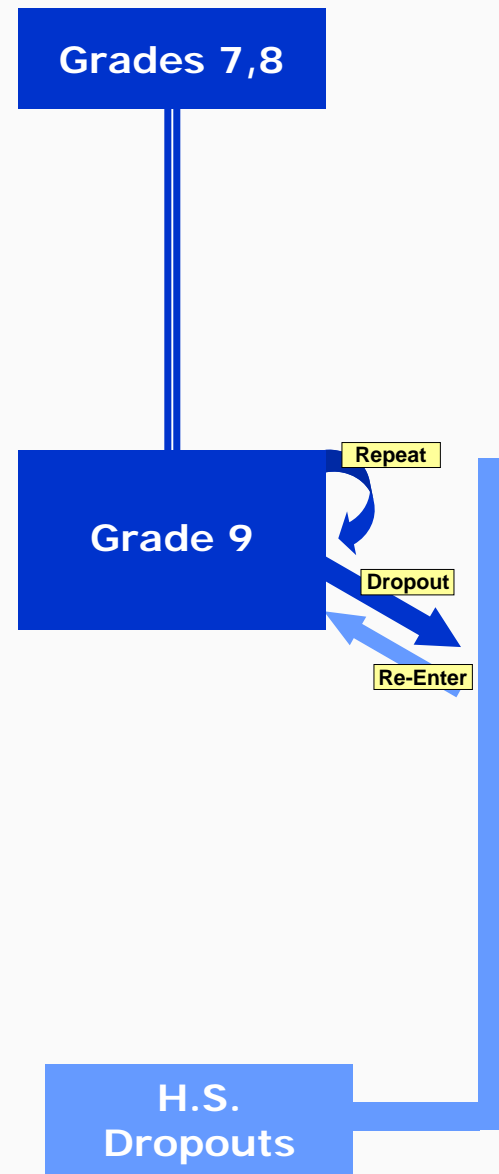 Grades 7,8
Repeat
Grade 9
Dropout
Re-Enter
H.S.
Dropouts